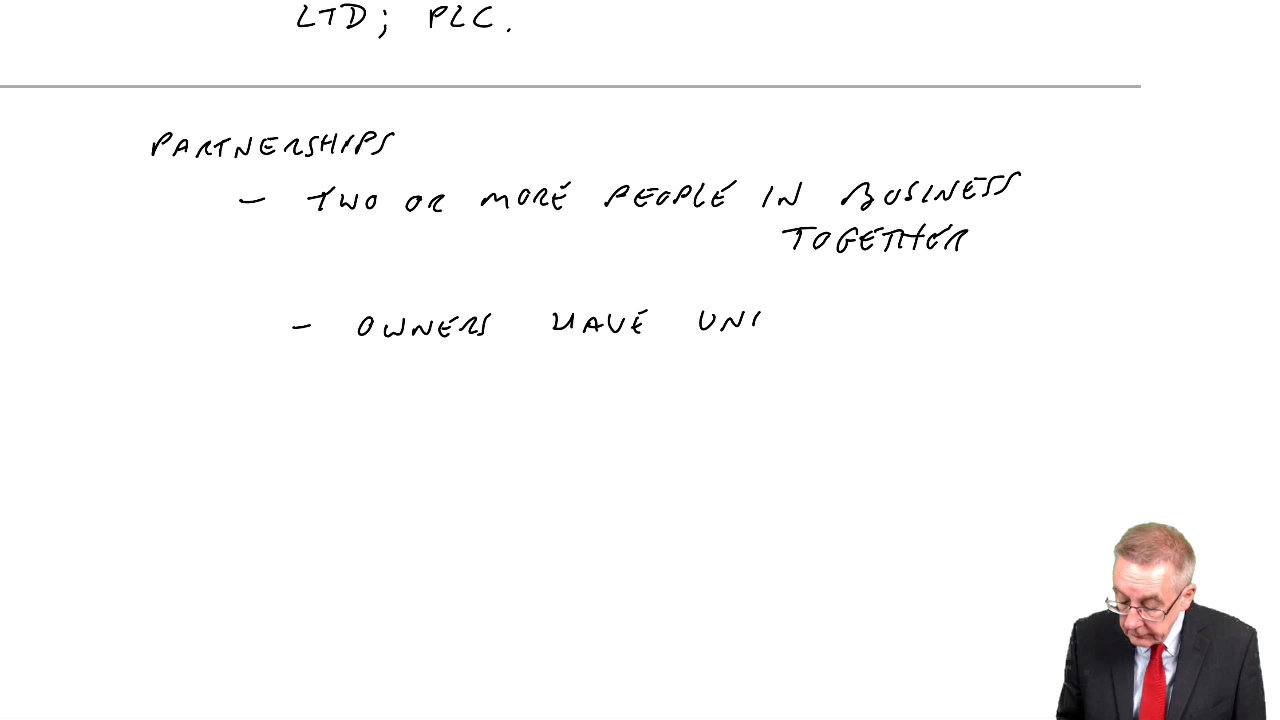 LTD; PLC.
PARTNERSHIPS
- TWO OR MORE PEOPLE IN BUSINESS
TOGETHER
- OWNERS HAVE UNI